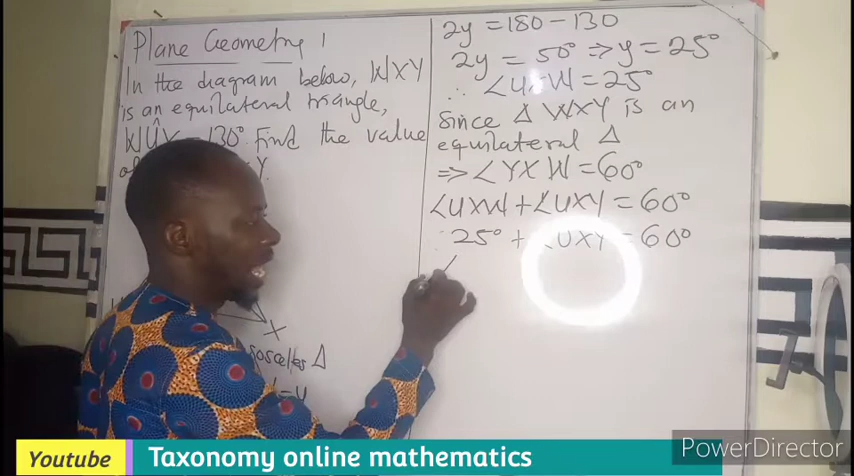 Plane Geometry 1
In the diagram below, WXY
is an equilateral triangle,
WÛX = 130° Find the value
Y.
X
Δ
2y = 180 - 130
2y = 50° ⇒ y = 25°
∴ ∠UXW = 25°
Since Δ WXY is an
equilateral Δ
⇒ ∠YXW = 60°
∠UXW + ∠UXY = 60°
25° + ∠UXY = 60°
Youtube Taxonomy online mathematics
PowerDirector